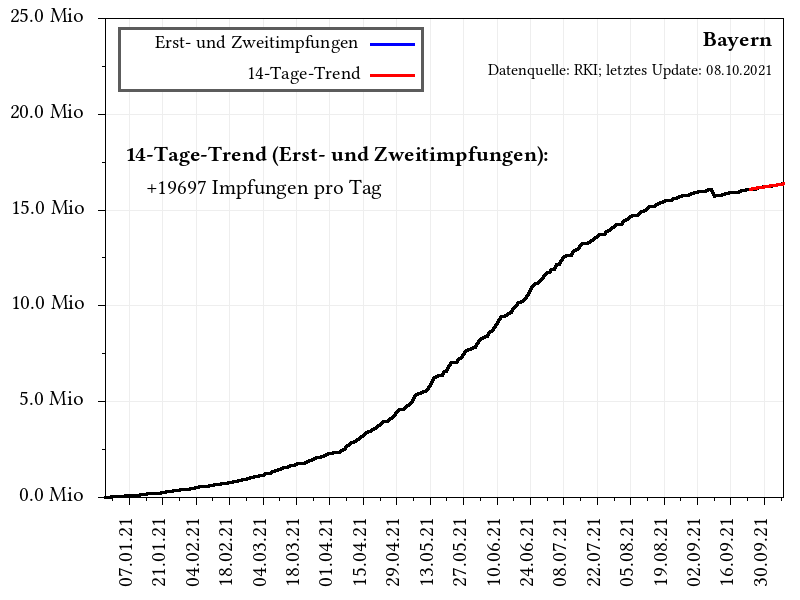 25.0 Mio
20.0 Mio
15.0 Mio
10.0 Mio
5.0 Mio
0.0 Mio
Erst- und Zweitimpfungen
14-Tage-Trend
Bayern
Datenquelle: RKI; letztes Update: 08.10.2021
14-Tage-Trend (Erst- und Zweitimpfungen):
+19697 Impfungen pro Tag
07.01.21
21.01.21
04.02.21
18.02.21
04.03.21
18.03.21
01.04.21
15.04.21
29.04.21
13.05.21
27.05.21
10.06.21
24.06.21
08.07.21
22.07.21
05.08.21
19.08.21
02.09.21
16.09.21
30.09.21